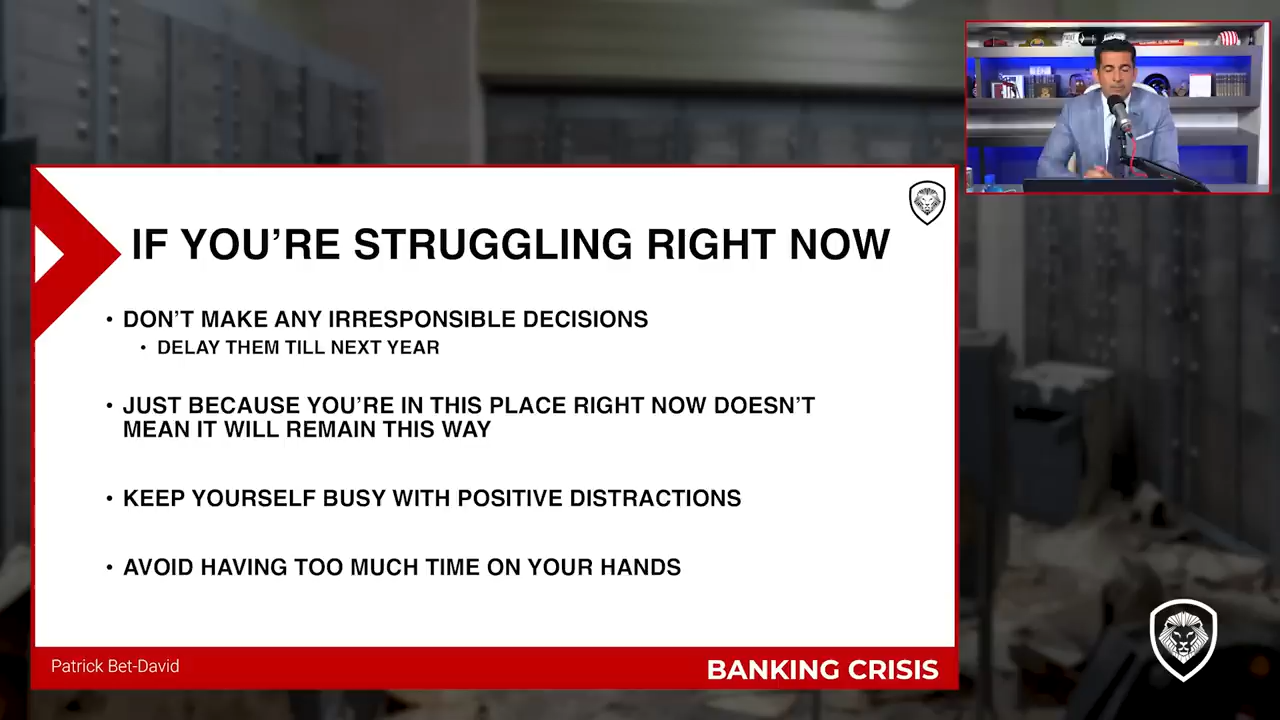 IF YOU'RE STRUGGLING RIGHT NOW
• DON'T MAKE ANY IRRESPONSIBLE DECISIONS
• DELAY THEM TILL NEXT YEAR
• JUST BECAUSE YOU'RE IN THIS PLACE RIGHT NOW DOESN'T
MEAN IT WILL REMAIN THIS WAY
• KEEP YOURSELF BUSY WITH POSITIVE DISTRACTIONS
• AVOID HAVING TOO MUCH TIME ON YOUR HANDS
Patrick Bet-David
BANKING CRISIS